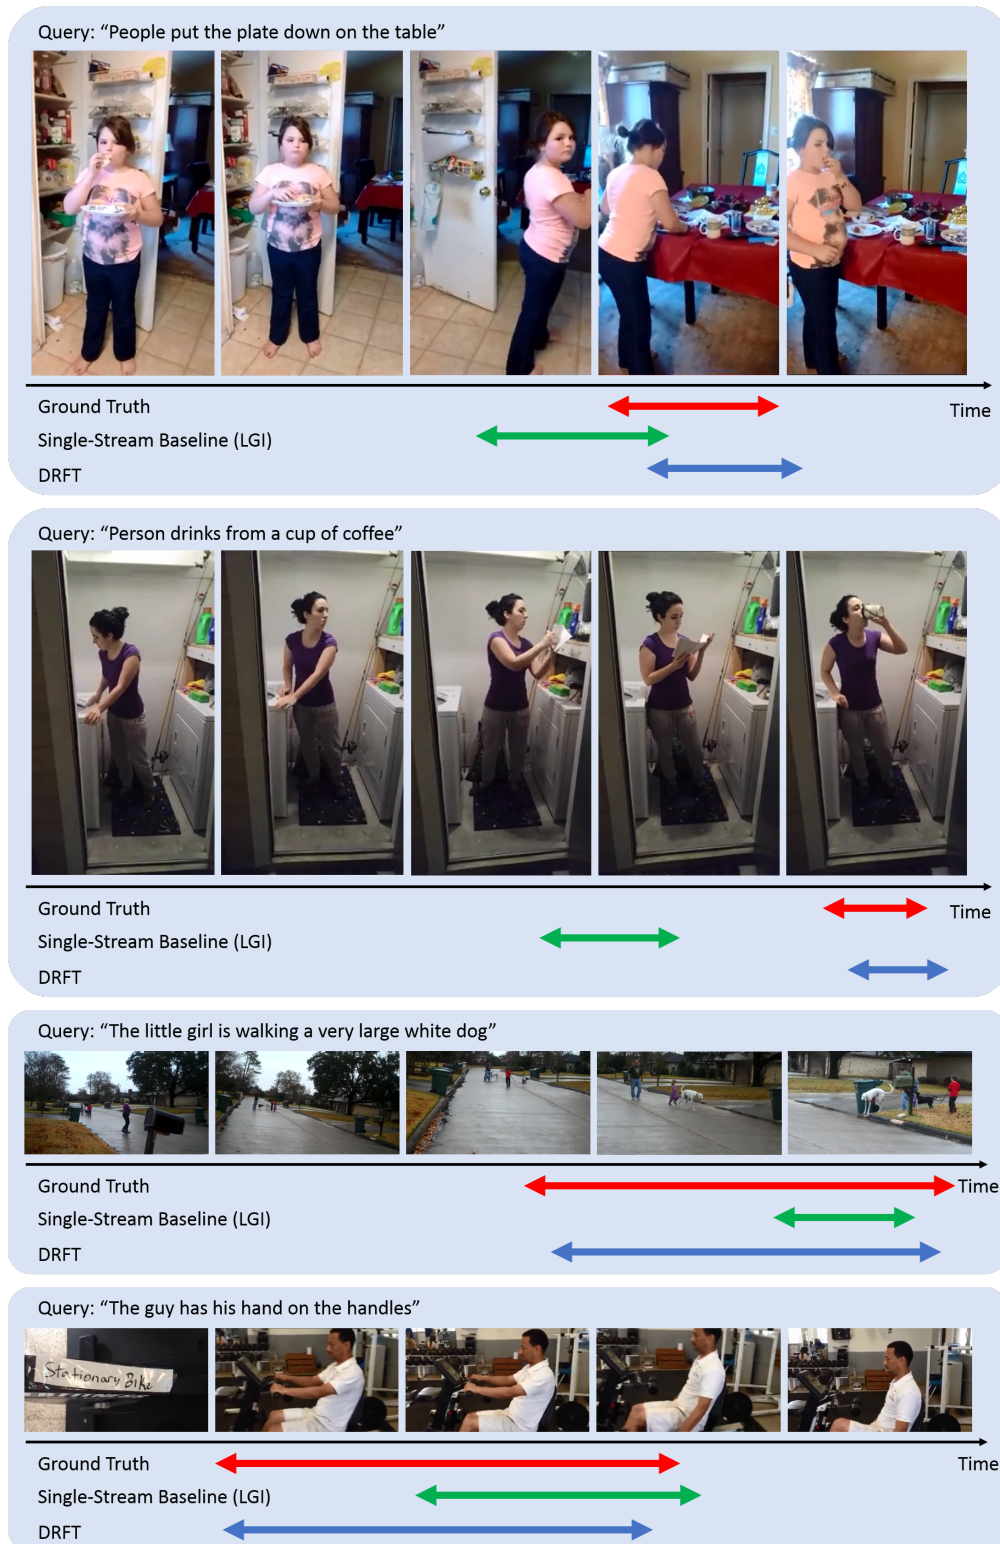 Query: “People put the plate down on the table”
Ground Truth
Time
Single-Stream Baseline (LGI)
DRFT
Query: “Person drinks from a cup of coffee”
Ground Truth
Time
Single-Stream Baseline (LGI)
DRFT
Query: “The little girl is walking a very large white dog”
Ground Truth
Time
Single-Stream Baseline (LGI)
DRFT
Query: “The guy has his hand on the handles”
Stationary Bike
Ground Truth
Time
Single-Stream Baseline (LGI)
DRFT